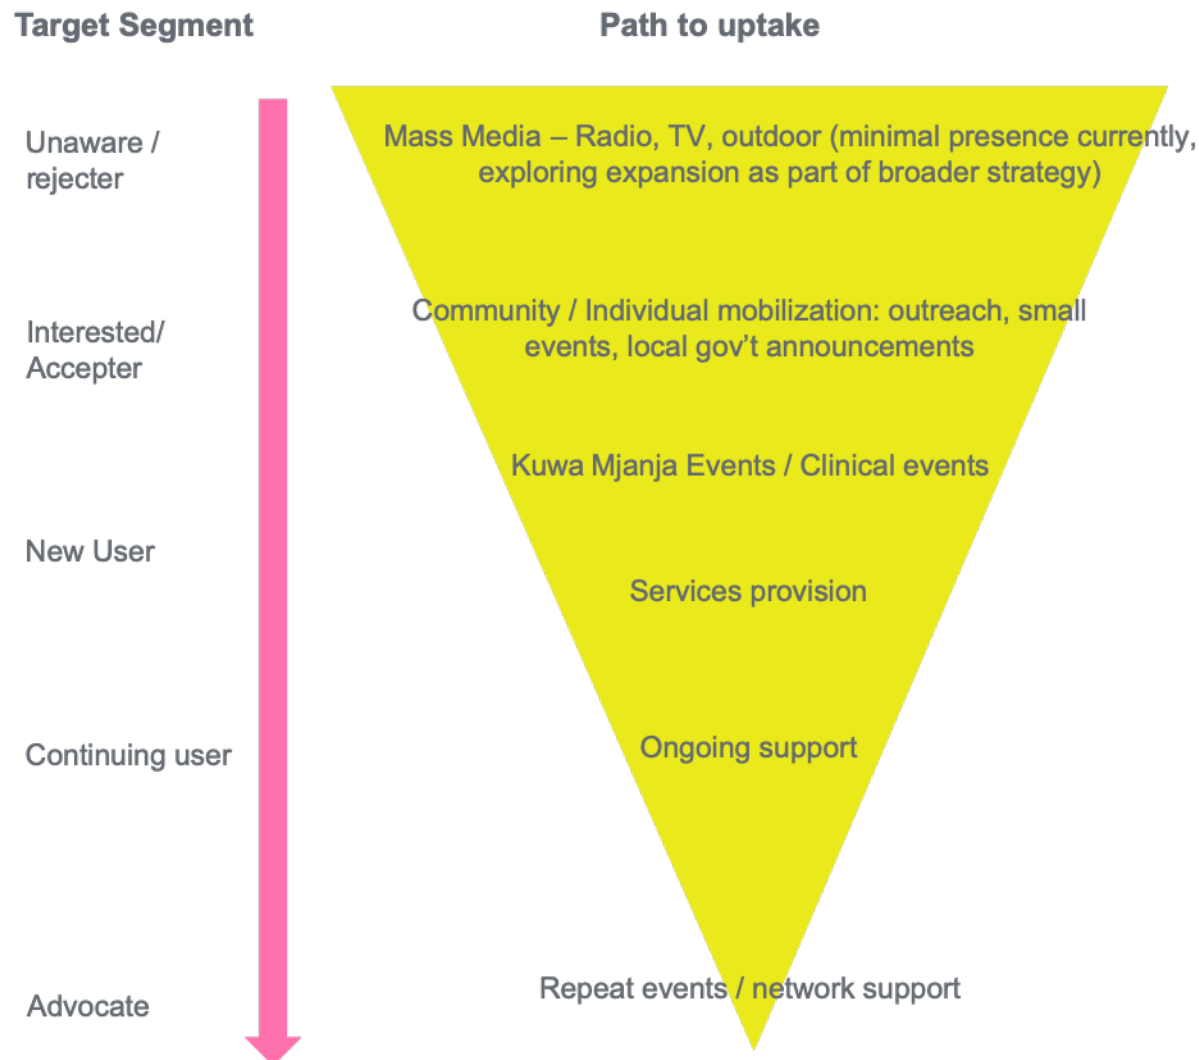 Target Segment
Path to uptake
Unaware /
rejecter
Mass Media – Radio, TV, outdoor (minimal presence currently,
exploring expansion as part of broader strategy)
Interested/
Accepter
Community / Individual mobilization: outreach, small
events, local gov’t announcements
Kuwa Mjanja Events / Clinical events
New User
Services provision
Continuing user
Ongoing support
Advocate
Repeat events / network support